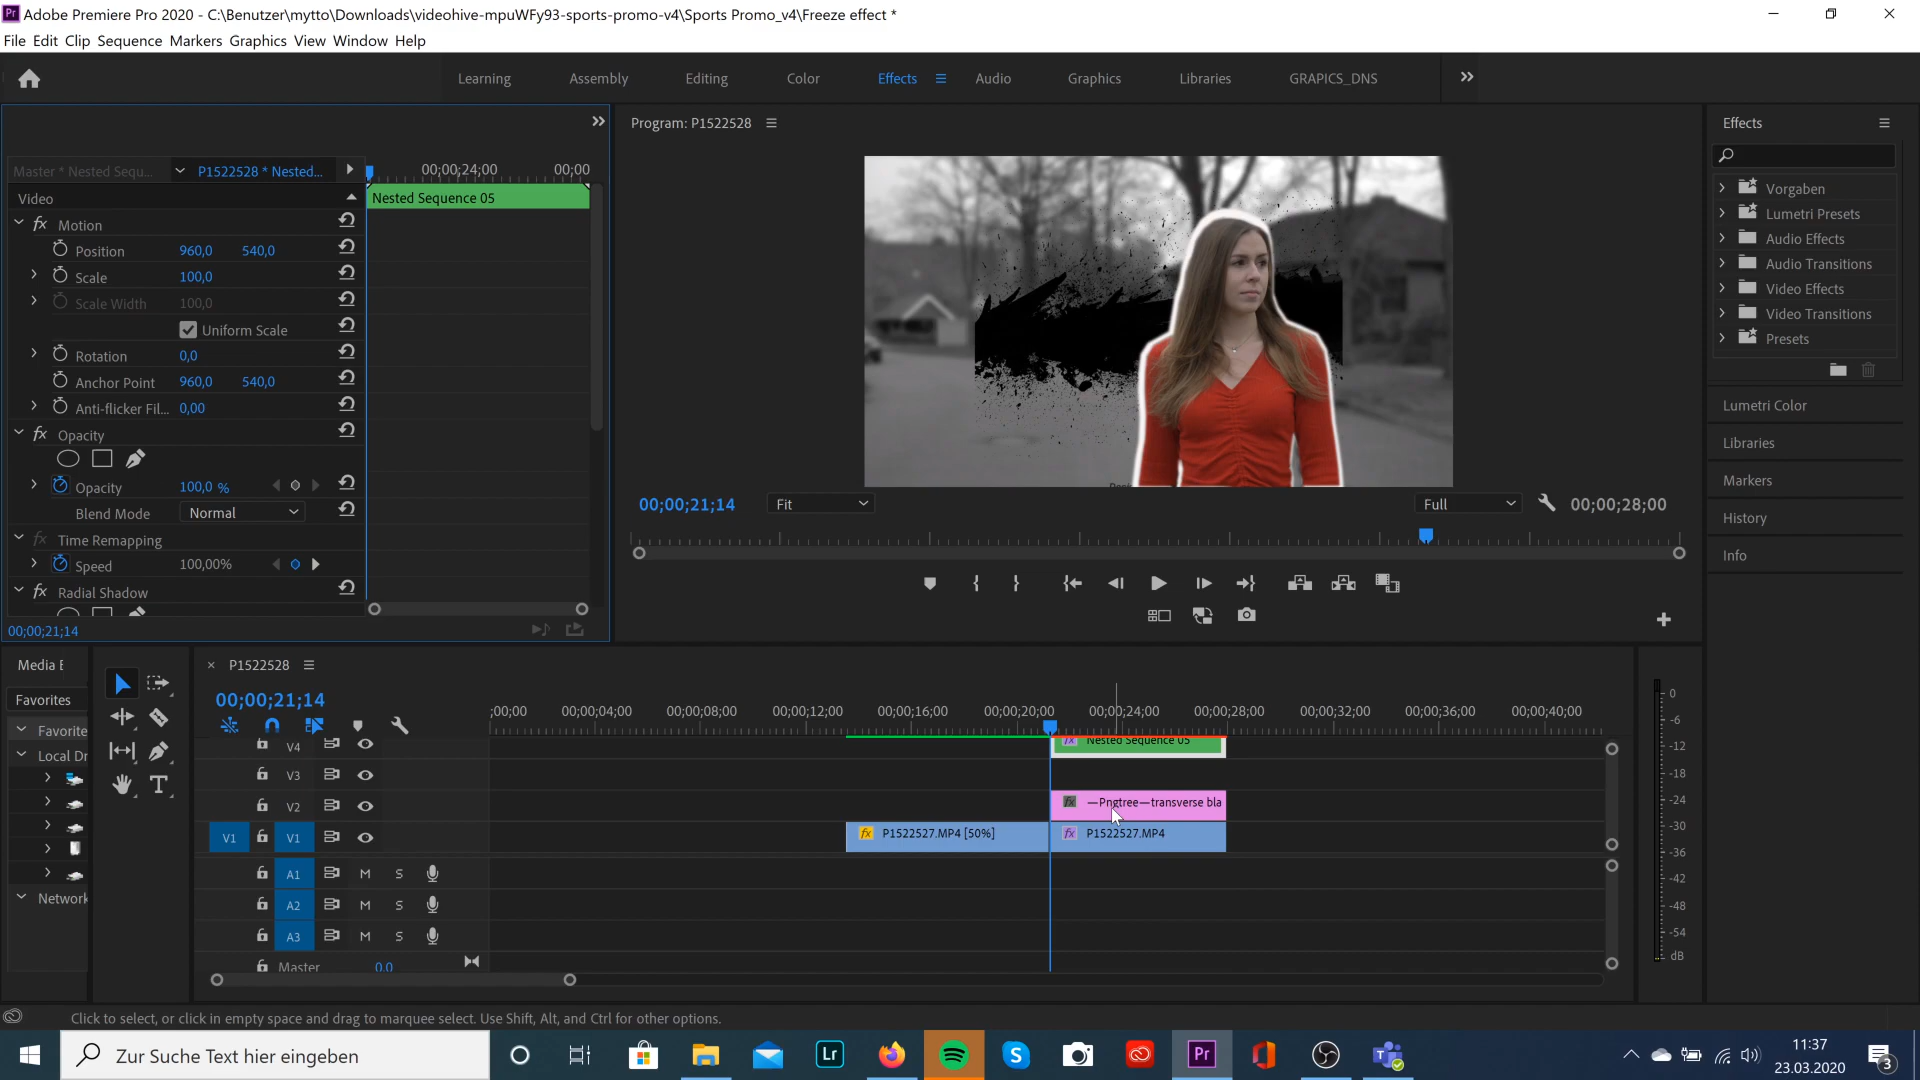 Adobe Premiere Pro 2020 - C:\Benutzer\mytto\Downloads\videohive-mpuWFy93-sports-promo-v4\Sports Promo_v4\Freeze effect *
File Edit Clip Sequence Markers Graphics View Window Help
Learning Assembly Editing Color Effects Audio Graphics Libraries GRAPICS_DNS
Program: P1522528
Effects
Master * Nested Sequ... P1522528 * Nested...
00;00;24;00 00;00
Video
Nested Sequence 05
Motion
Position 960,0 540,0
Scale 100,0
Scale Width 100,0
Uniform Scale
Rotation 0,0
Anchor Point 960,0 540,0
Anti-flicker Fil... 0,00
Opacity
Opacity 100,0 %
Blend Mode Normal
Time Remapping
Speed 100,00%
Radial Shadow
00;00;21;14
00;00;21;14 Fit Full 00;00;28;00
Vorgaben
Lumetri Presets
Audio Effects
Audio Transitions
Video Effects
Video Transitions
Presets
Lumetri Color
Libraries
Markers
History
Info
Media E
Favorites
Favorite
Local Dr
Network
P1522528
00;00;21;14
;00;00 00;00;04;00 00;00;08;00 00;00;12;00 00;00;16;00 00;00;20;00 00;00;24;00 00;00;28;00 00;00;32;00 00;00;36;00 00;00;40;00
V4 Nested Sequence 05
V3
V2 —Pngtree—transverse bla
V1 V1 P1522527.MP4 [50%] P1522527.MP4
A1 M S
A2 M S
A3 M S
Master 0,0
0
-6
-12
-18
-24
-30
-36
-42
-48
-54
dB
Click to select, or click in empty space and drag to marquee select. Use Shift, Alt, and Ctrl for other options.
Zur Suche Text hier eingeben
Lr
Pr
11:37
23.03.2020
3